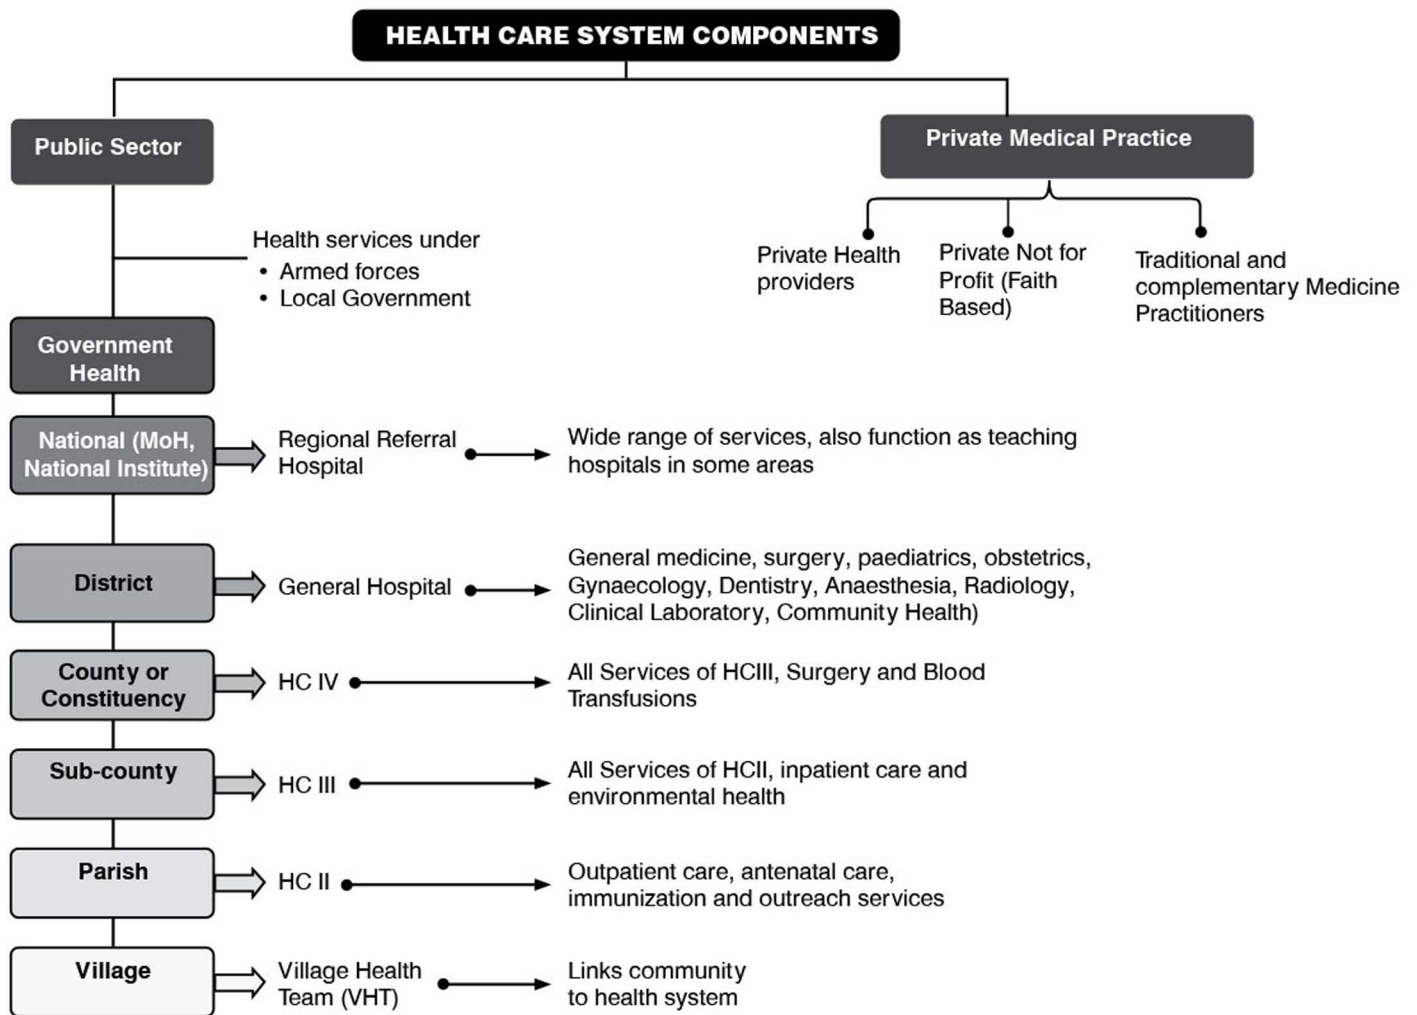 HEALTH CARE SYSTEM COMPONENTS
Public Sector
Private Medical Practice
Health services under
• Armed forces
• Local Government
Private Health
providers
Private Not for
Profit (Faith
Based)
Traditional and
complementary Medicine
Practitioners
Government
Health
National (MoH,
National Institute)
Regional Referral
Hospital
Wide range of services, also function as teaching
hospitals in some areas
District
General Hospital
General medicine, surgery, paediatrics, obstetrics,
Gynaecology, Dentistry, Anaesthesia, Radiology,
Clinical Laboratory, Community Health)
County or
Constituency
HC IV
All Services of HCIII, Surgery and Blood
Transfusions
Sub-county
HC III
All Services of HCII, inpatient care and
environmental health
Parish
HC II
Outpatient care, antenatal care,
immunization and outreach services
Village
Village Health
Team (VHT)
Links community
to health system